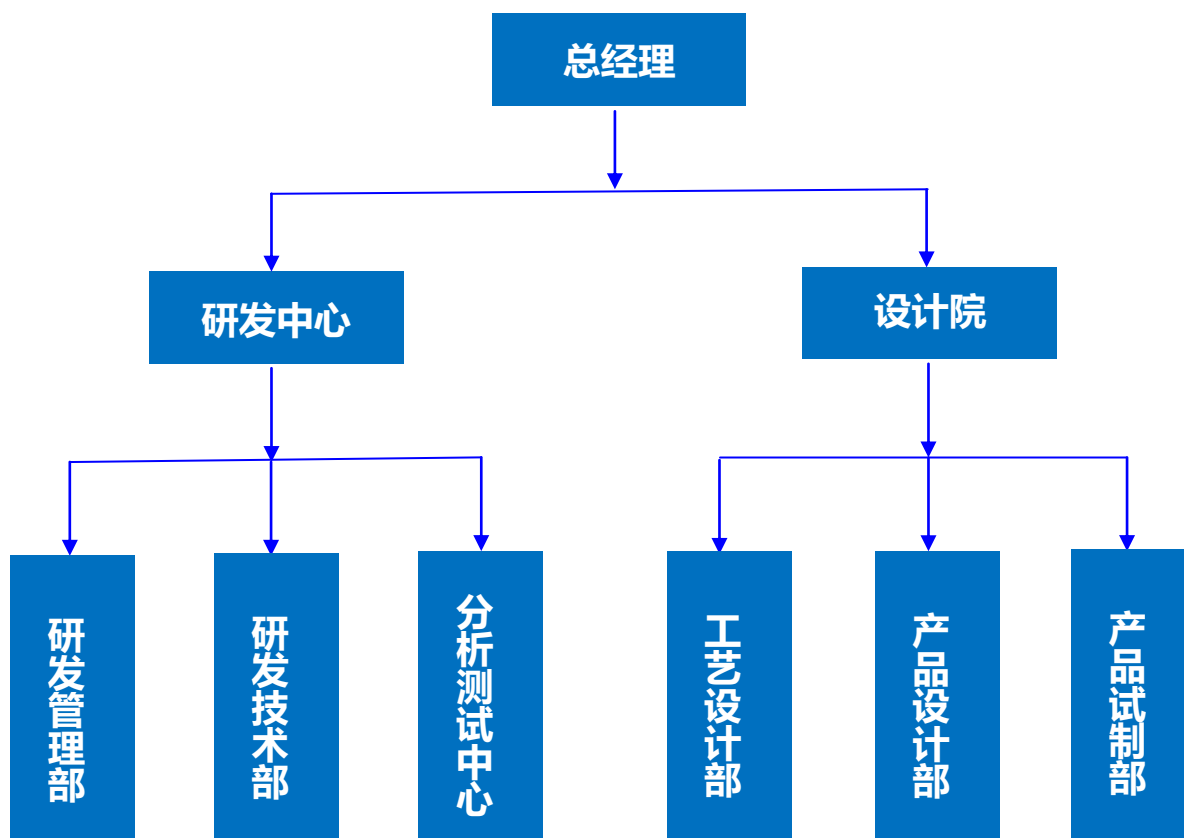 总经理
研发中心
设计院
研发管理部
研发技术部
分析测试中心
工艺设计部
产品设计部
产品试制部